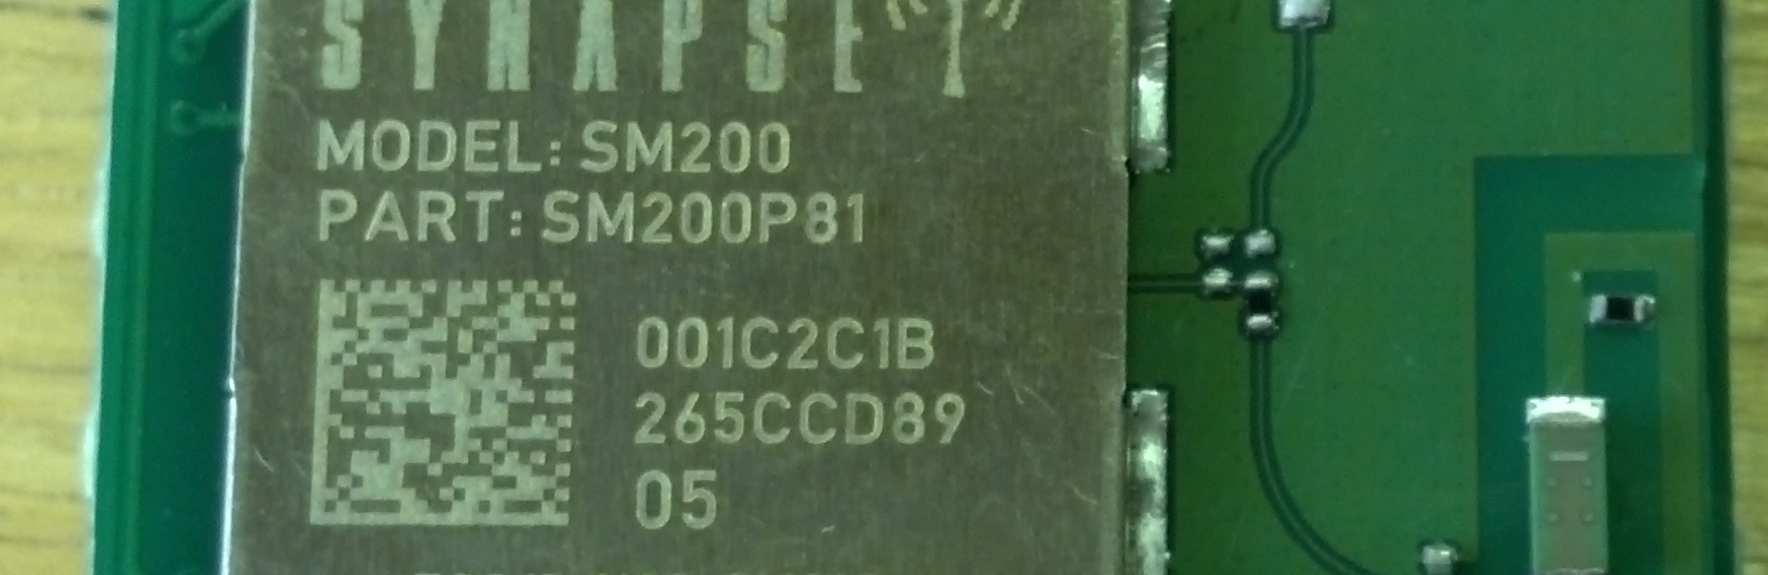 SYNAPSE
MODEL: SM200
PART: SM200P81
001C2C1B
265CCD89
05